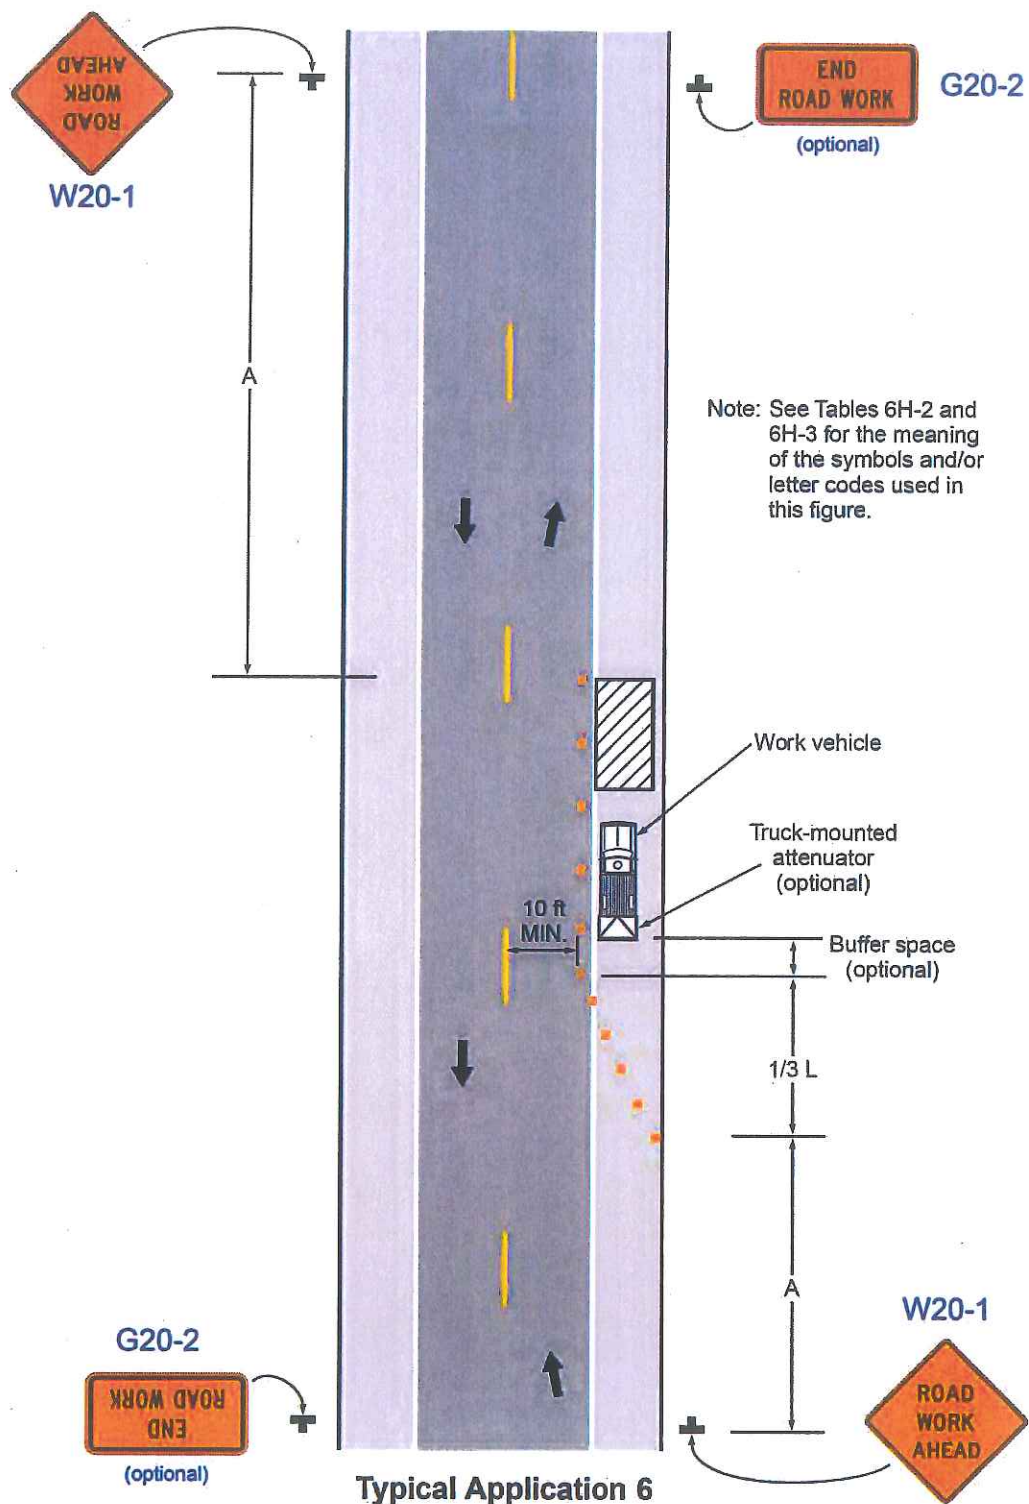 ROAD
WORK
AHEAD
W20-1
END
ROAD WORK
(optional)
G20-2
A
Note: See Tables 6H-2 and
6H-3 for the meaning
of the symbols and/or
letter codes used in
this figure.
Work vehicle
Truck-mounted
attenuator
(optional)
10 ft
MIN.
Buffer space
(optional)
1/3 L
A
W20-1
ROAD
WORK
AHEAD
G20-2
END
ROAD WORK
(optional)
Typical Application 6